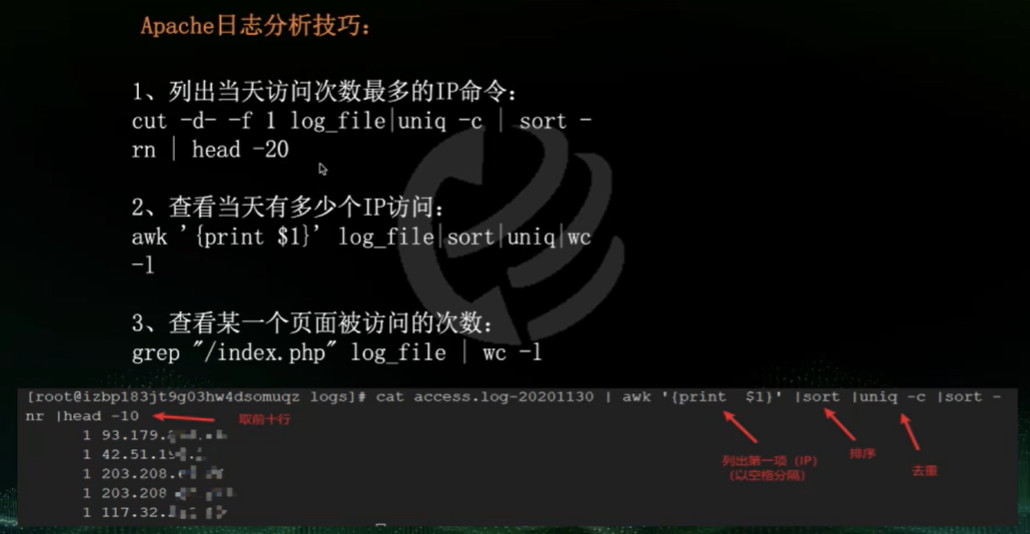 Apache日志分析技巧：
1、列出当天访问次数最多的IP命令：
cut -d- -f 1 log_file|uniq -c | sort -
rn | head -20
2、查看当天有多少个IP访问：
awk '{print $1}' log_file|sort|uniq|wc
-l
3、查看某一个页面被访问的次数：
grep "/index.php" log_file | wc -l
[root@izbp183jt9g03hw4dsomuqz logs]# cat access.log-20201130 | awk '{print  $1}' |sort |uniq -c |sort -
nr |head -10
取前十行
1 93.179.
1 42.51.19
1 203.208.
1 203.208
1 117.32.
列出第一项（IP）
（以空格分隔）
排序
去重